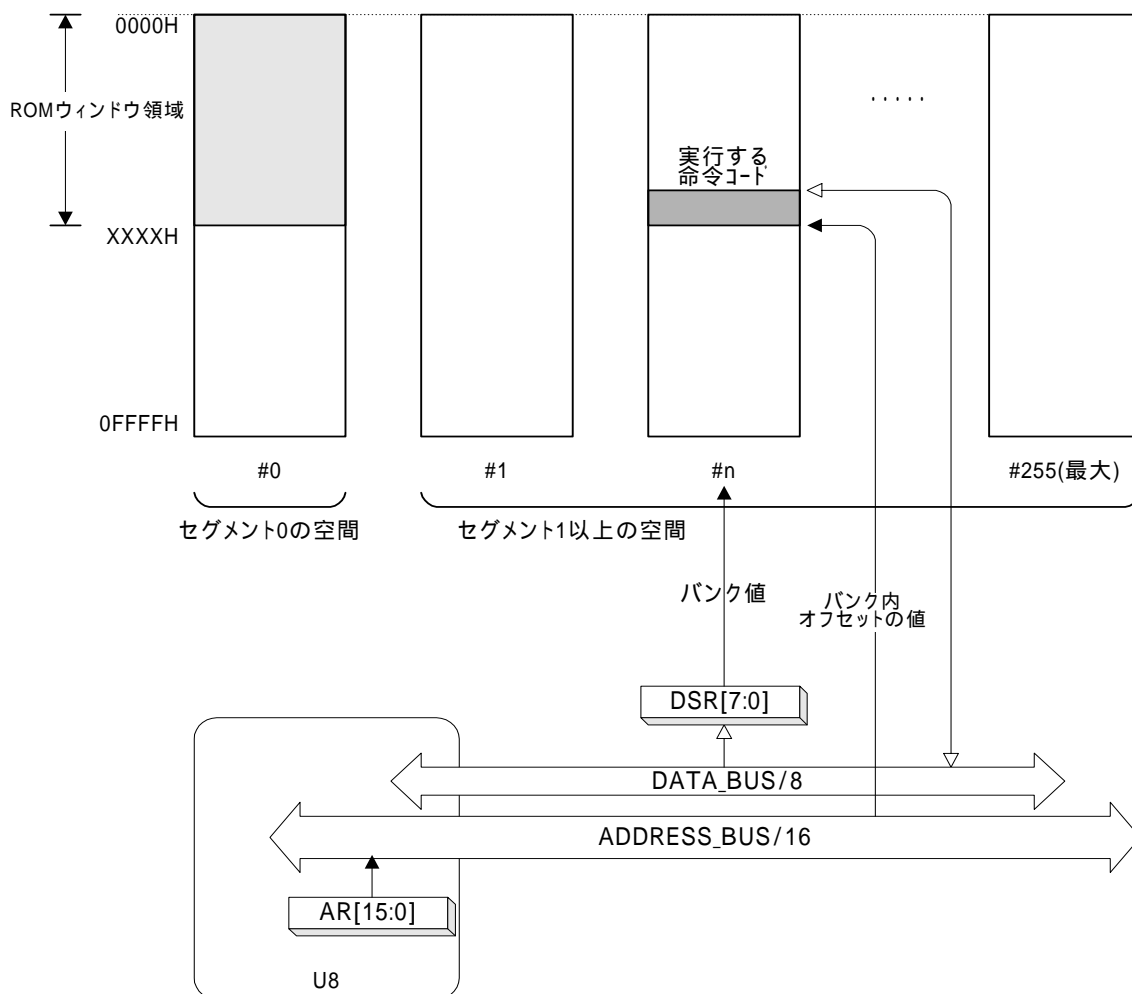 0000H
ROMウィンドウ領域
XXXXH
0FFFFH
.....
実行する
命令コード
#0
#1
#n
#255(最大)
セグメント0の空間
セグメント1以上の空間
バンク値
バンク内
オフセットの値
DSR[7:0]
DATA_BUS/8
ADDRESS_BUS/16
AR[15:0]
U8